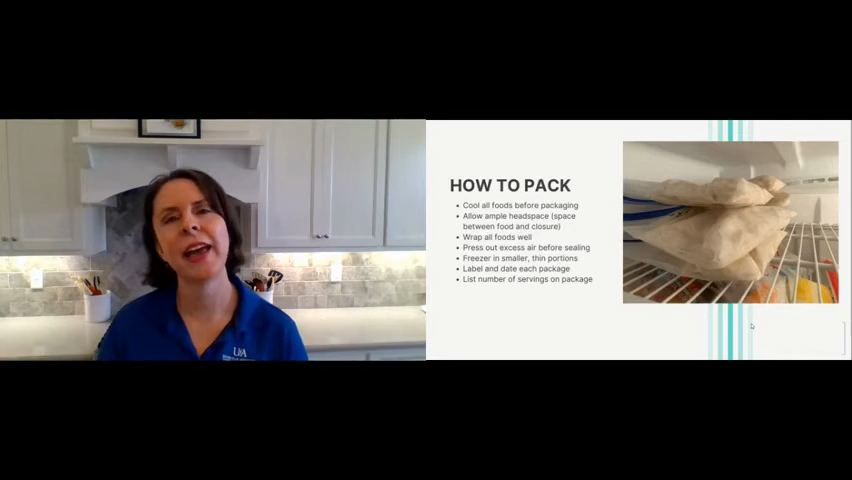 HOW TO PACK
• Cool all foods before packaging
• Allow ample headspace (space
between food and closure)
• Wrap all foods well
• Press out excess air before sealing
• Freezer in smaller, thin portions
• Label and date each package
• List number of servings on package